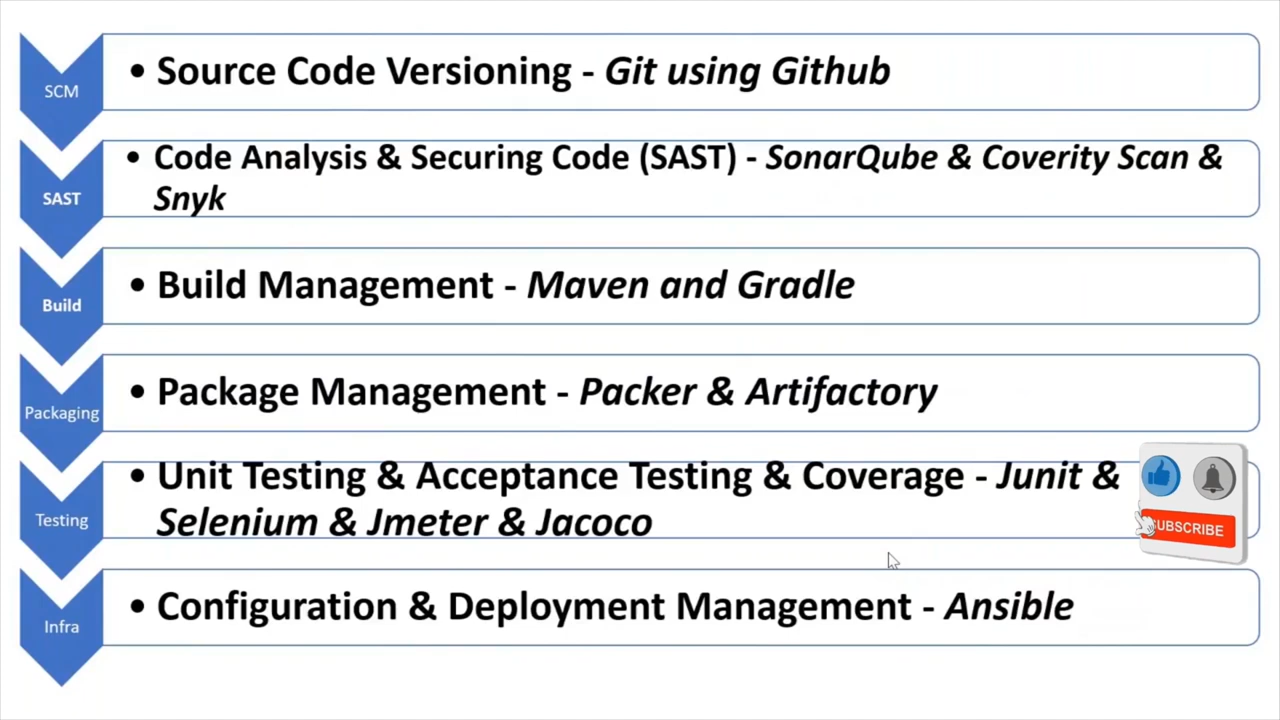 SCM
• Source Code Versioning - Git using Github
SAST
• Code Analysis & Securing Code (SAST) - SonarQube & Coverity Scan &
Snyk
Build
• Build Management - Maven and Gradle
Packaging
• Package Management - Packer & Artifactory
Testing
• Unit Testing & Acceptance Testing & Coverage - Junit &
Selenium & Jmeter & Jacoco
SUBSCRIBE
Infra
• Configuration & Deployment Management - Ansible